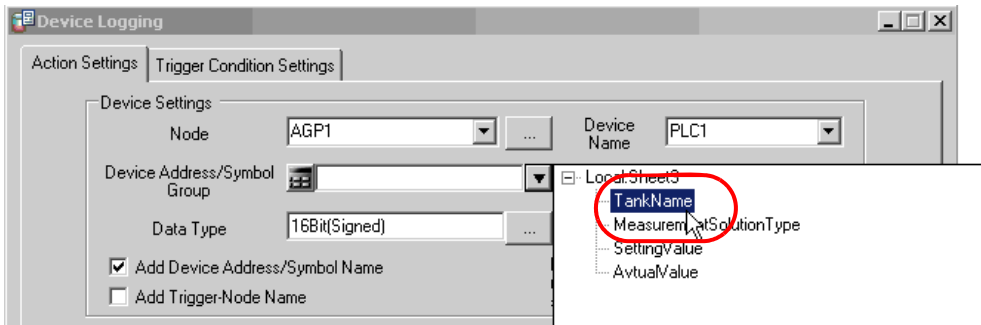 Device Logging
Action Settings Trigger Condition Settings
Device Settings
Node AGP1 ... Device Name PLC1
Device Address/Symbol Group
Local:Sheet3
TankName
Data Type 16Bit(Signed) ...
SolutionType
SettingValue
Add Device Address/Symbol Name
AvtualValue
Add Trigger-Node Name